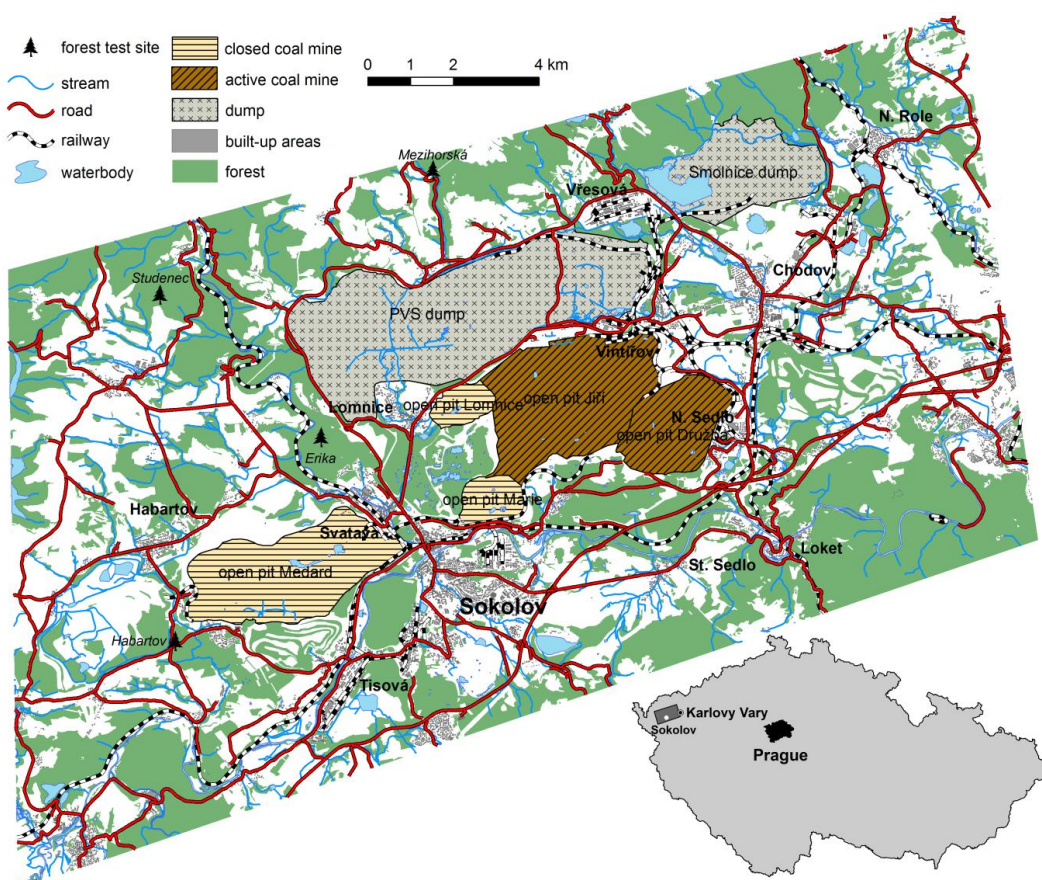 forest test site
stream
road
railway
waterbody
closed coal mine
active coal mine
dump
built-up areas
forest
0 1 2 4 km
N. Role
Mezihorská
Smolnice dump
Vřesová
Chodov
Studenec
PVS dump
Vintířov
Lomnice
open pit Lomnice
open pit Jiří
N. Sedlo
open pit Družba
Erika
open pit Marie
Habartov
Svatava
Loket
St. Sedlo
open pit Medard
Sokolov
Habartov
Tisová
Karlovy Vary
Sokolov
Prague